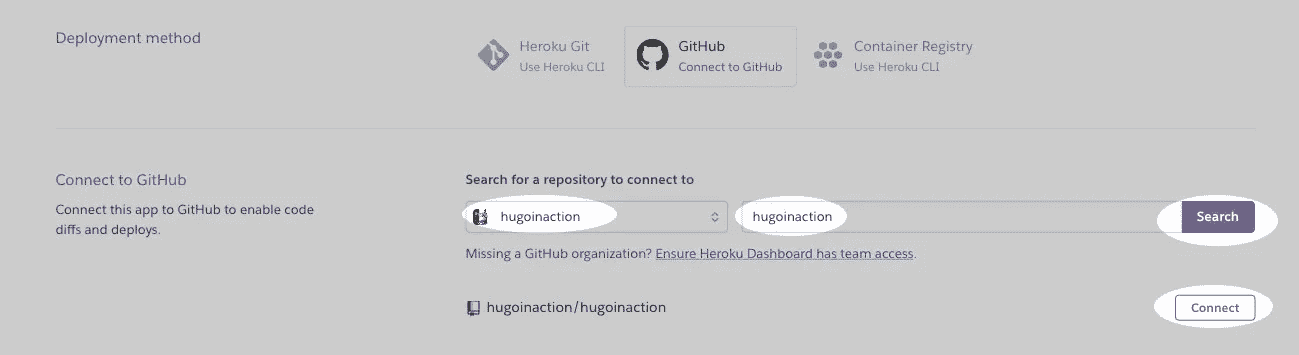 Deployment method
Heroku Git
Use Heroku CLI
GitHub
Connect to GitHub
Container Registry
Use Heroku CLI
Connect to GitHub
Connect this app to GitHub to enable code
diffs and deploys.
Search for a repository to connect to
hugoinaction
hugoinaction
Search
Missing a GitHub organization? Ensure Heroku Dashboard has team access.
hugoinaction/hugoinaction
Connect